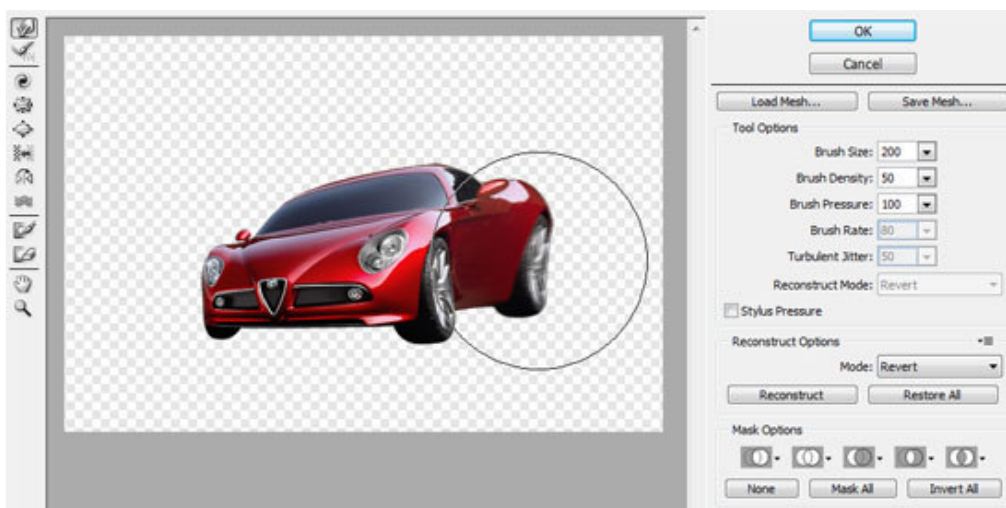 OK
Cancel
Load Mesh... Save Mesh...
Tool Options
Brush Size: 200
Brush Density: 50
Brush Pressure: 100
Brush Rate: 80
Turbulent Jitter: 50
Reconstruct Mode: Revert
Stylus Pressure
Reconstruct Options
Mode: Revert
Reconstruct Restore All
Mask Options
None Mask All Invert All